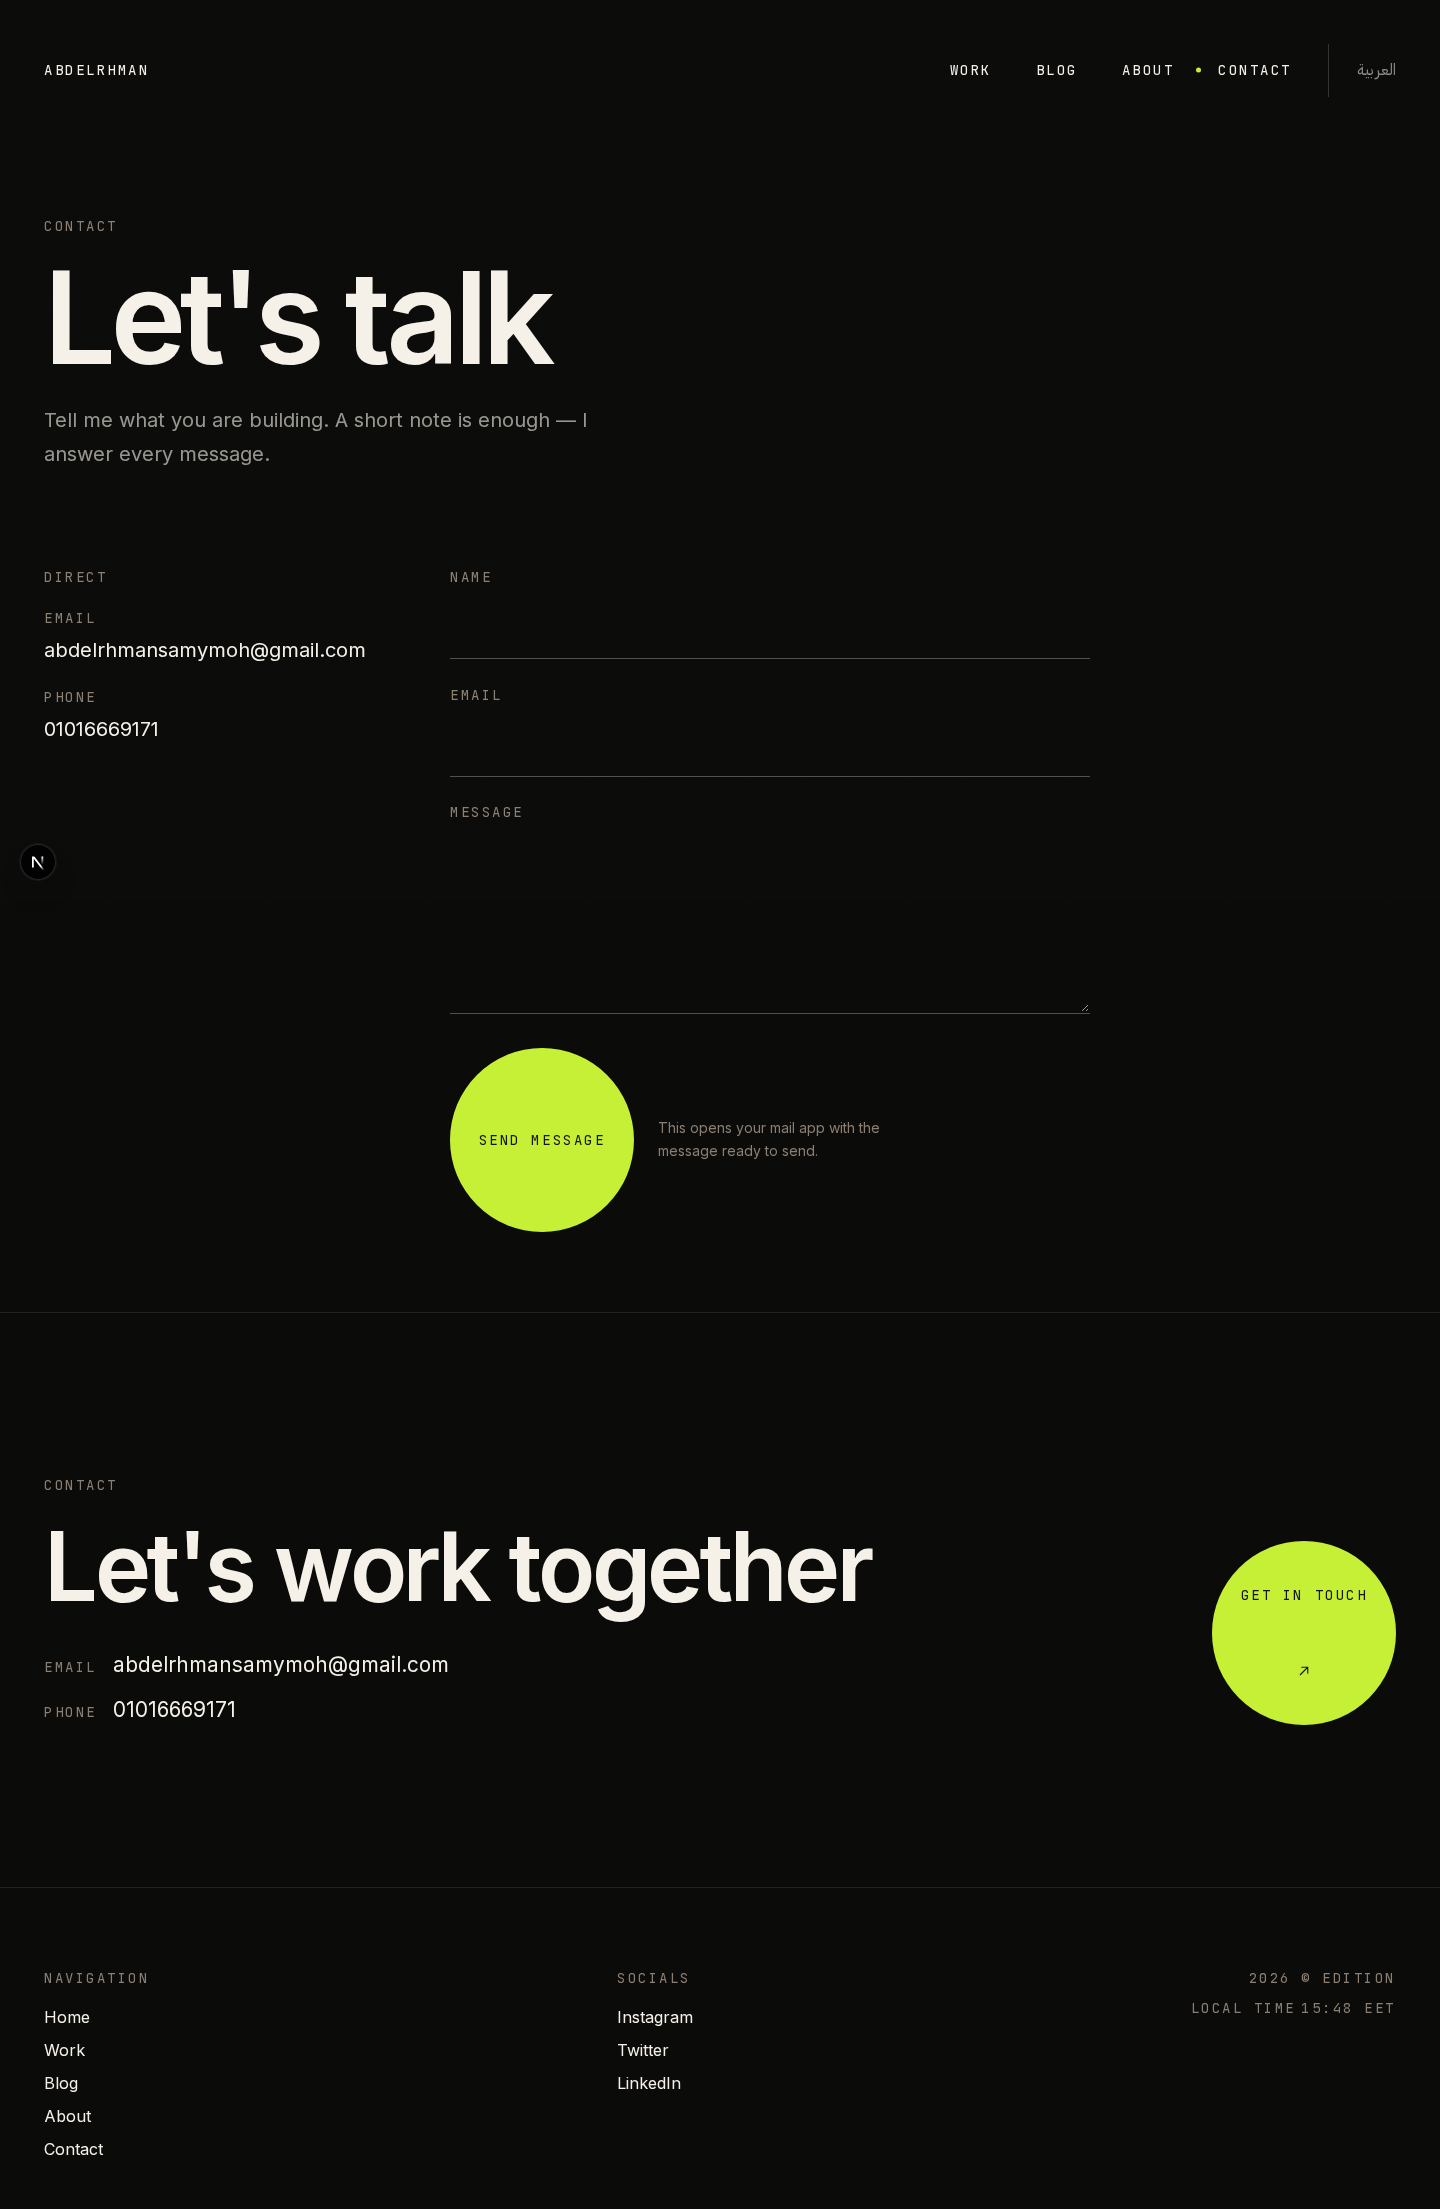 ABDELRHMAN
WORK
BLOG
ABOUT
CONTACT
العربية
CONTACT
Let's talk
Tell me what you are building. A short note is enough — I
answer every message.
DIRECT
EMAIL
abdelrhmansamymoh@gmail.com
PHONE
01016669171
NAME
EMAIL
MESSAGE
N
SEND MESSAGE
This opens your mail app with the
message ready to send.
CONTACT
Let's work together
EMAIL abdelrhmansamymoh@gmail.com
PHONE 01016669171
GET IN TOUCH
↗
NAVIGATION
Home
Work
Blog
About
Contact
SOCIALS
Instagram
Twitter
LinkedIn
2026 © EDITION
LOCAL TIME 15:48 EET